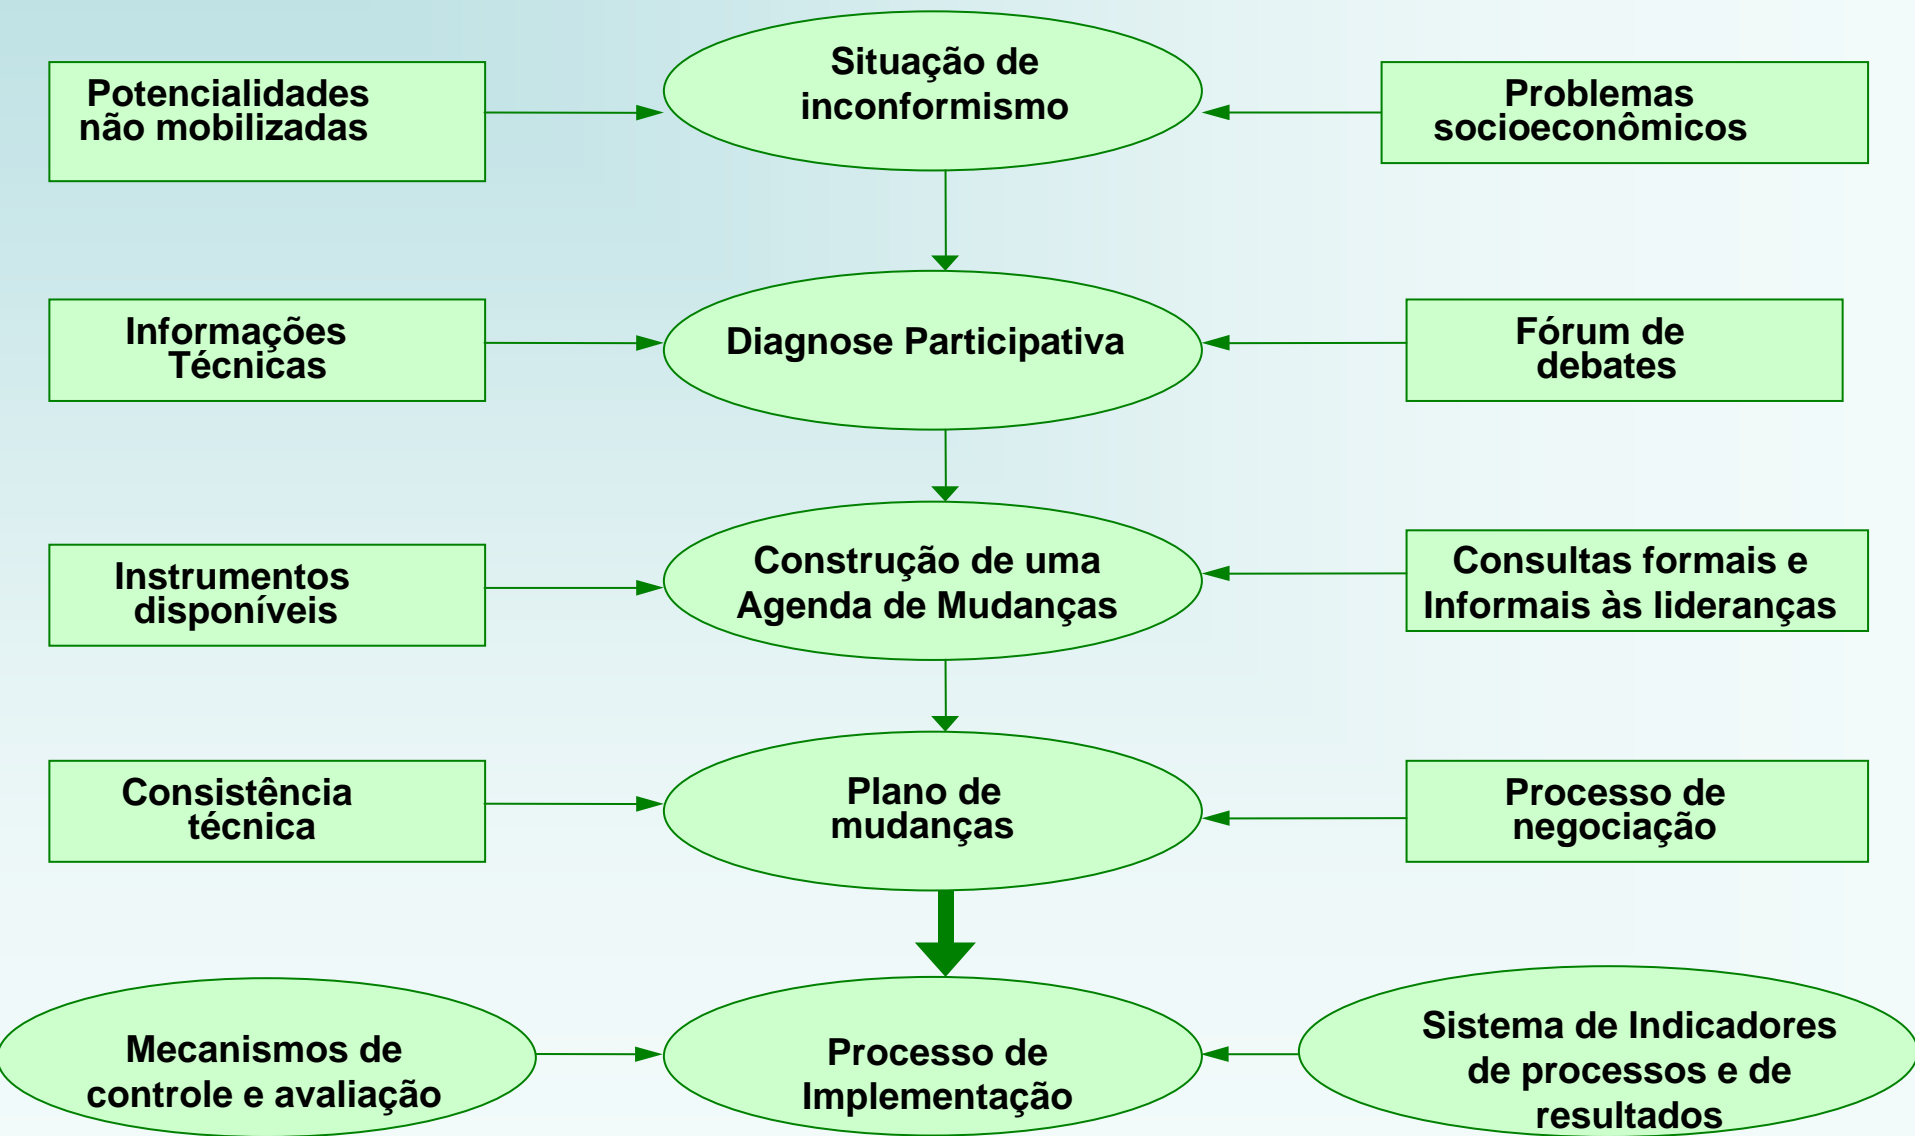 Situação de
inconformismo
Potencialidades
não mobilizadas
Problemas
socioeconômicos
Informações
Técnicas
Diagnose Participativa
Fórum de
debates
Instrumentos
disponíveis
Construção de uma
Agenda de Mudanças
Consultas formais e
Informais às lideranças
Consistência
técnica
Plano de
mudanças
Processo de
negociação
Mecanismos de
controle e avaliação
Processo de
Implementação
Sistema de Indicadores
de processos e de
resultados